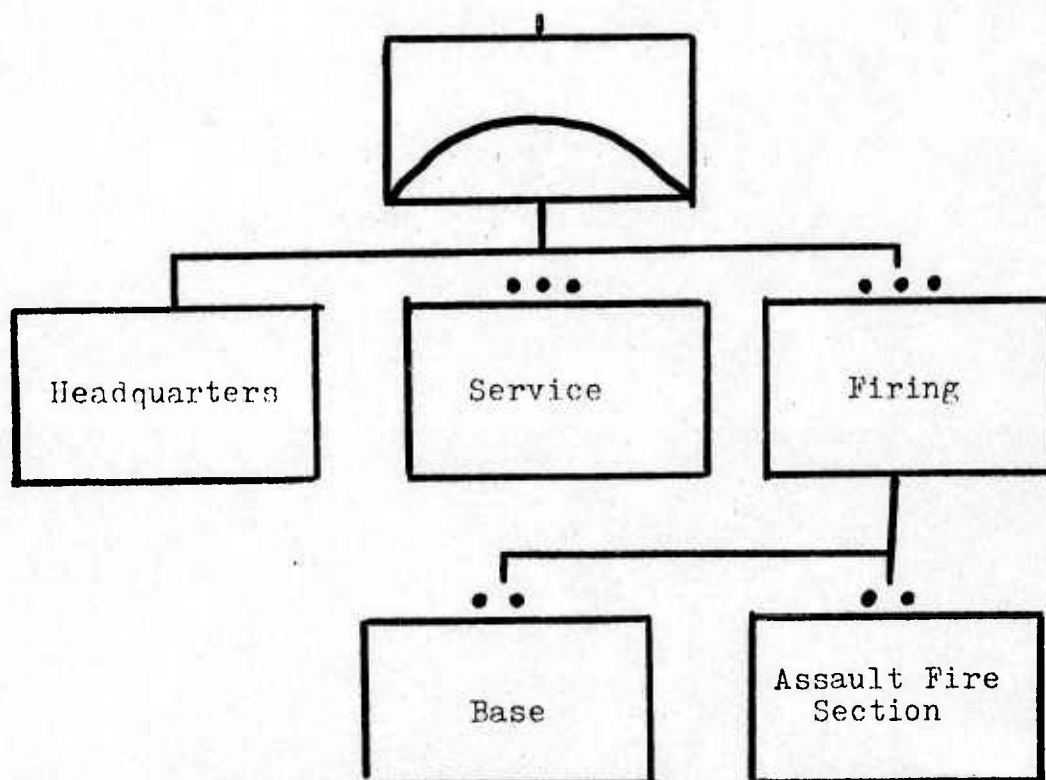 Headquarters
Service
Firing
Base
Assault Fire
Section